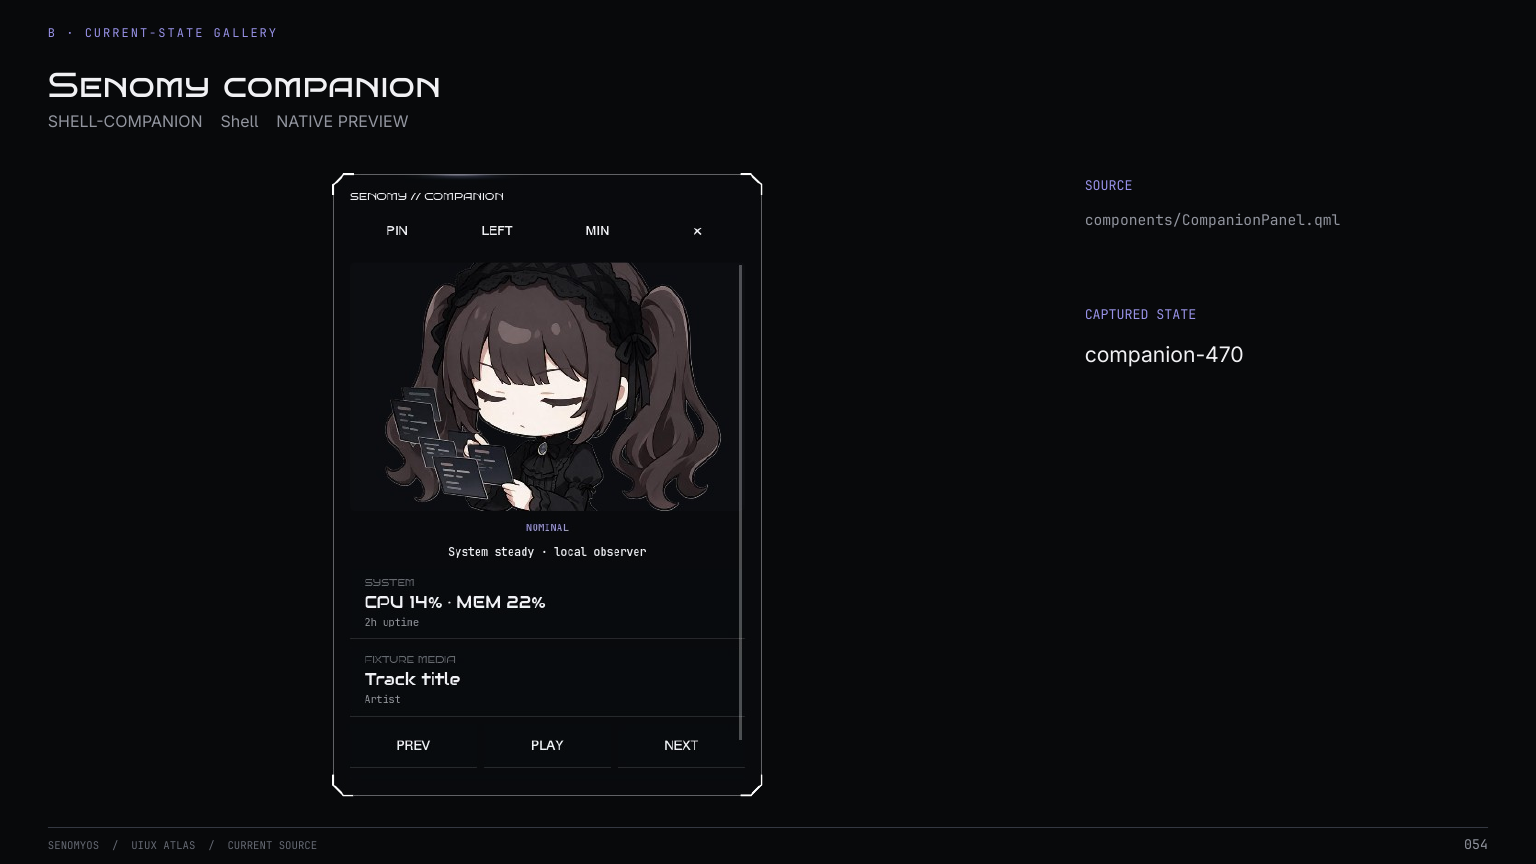 B · CURRENT-STATE GALLERY
Senomy companion
SHELL-COMPANION Shell NATIVE PREVIEW
SENOMY // COMPANION
PIN LEFT MIN ×
NOMINAL
System steady · local observer
SYSTEM
CPU 14% · MEM 22%
2h uptime
FIXTURE MEDIA
Track title
Artist
PREV PLAY NEXT
SOURCE
components/CompanionPanel.qml
CAPTURED STATE
companion-470
SENOMYOS / UIUX ATLAS / CURRENT SOURCE
054